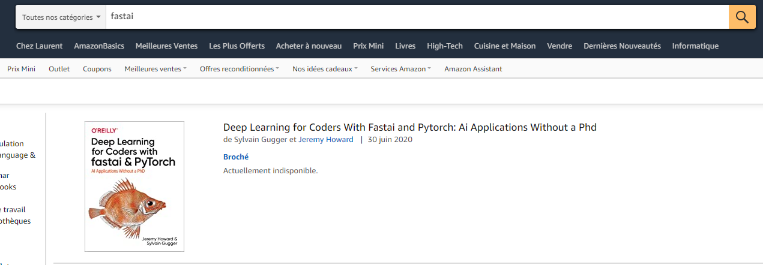 Toutes nos catégories
fastai
Chez Laurent AmazonBasics Meilleures Ventes Les Plus Offerts Acheter à nouveau Prix Mini Livres High-Tech Cuisine et Maison Vendre Dernières Nouveautés Informatique
Prix Mini Outlet Coupons Meilleures ventes Offres reconditionnées Nos idées cadeaux Services Amazon Amazon Assistant
ulation
anguage &
nar
ooks
travail
othèques
O'REILLY
Deep Learning
for Coders with
fastai & PyTorch
AI Applications Without a PhD
Jeremy Howard &
Sylvain Gugger
Deep Learning for Coders With Fastai and Pytorch: Ai Applications Without a Phd
de Sylvain Gugger et Jeremy Howard | 30 juin 2020
Broché
Actuellement indisponible.